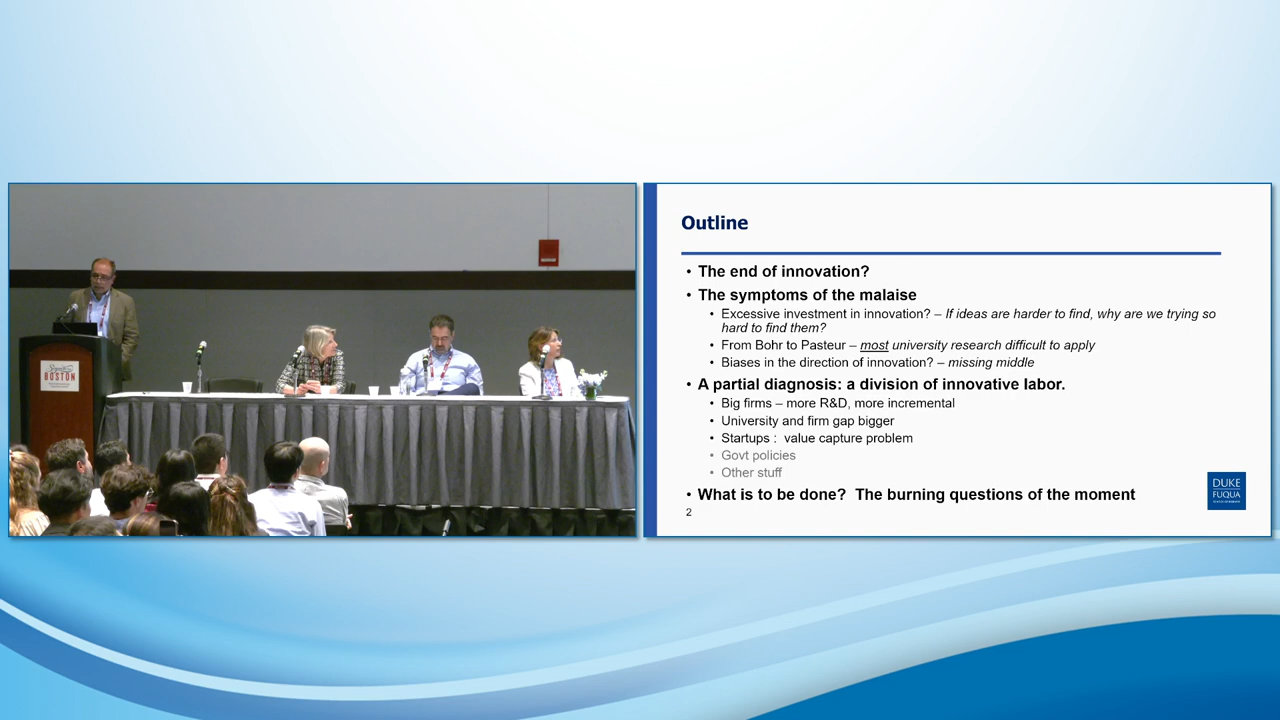 Signature
BOSTON
Outline
• The end of innovation?
• The symptoms of the malaise
• Excessive investment in innovation? – If ideas are harder to find, why are we trying so
hard to find them?
• From Bohr to Pasteur – most university research difficult to apply
• Biases in the direction of innovation? – missing middle
• A partial diagnosis: a division of innovative labor.
• Big firms – more R&D, more incremental
• University and firm gap bigger
• Startups : value capture problem
• Govt policies
• Other stuff
• What is to be done? The burning questions of the moment
2
DUKE
FUQUA